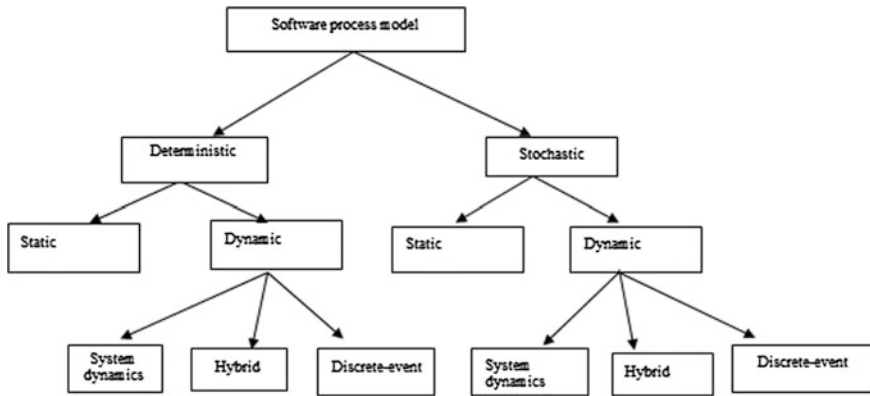 Software process model
Deterministic
Stochastic
Static
Dynamic
Static
Dynamic
System
dynamics
Hybrid
Discrete-event
System
dynamics
Hybrid
Discrete-event